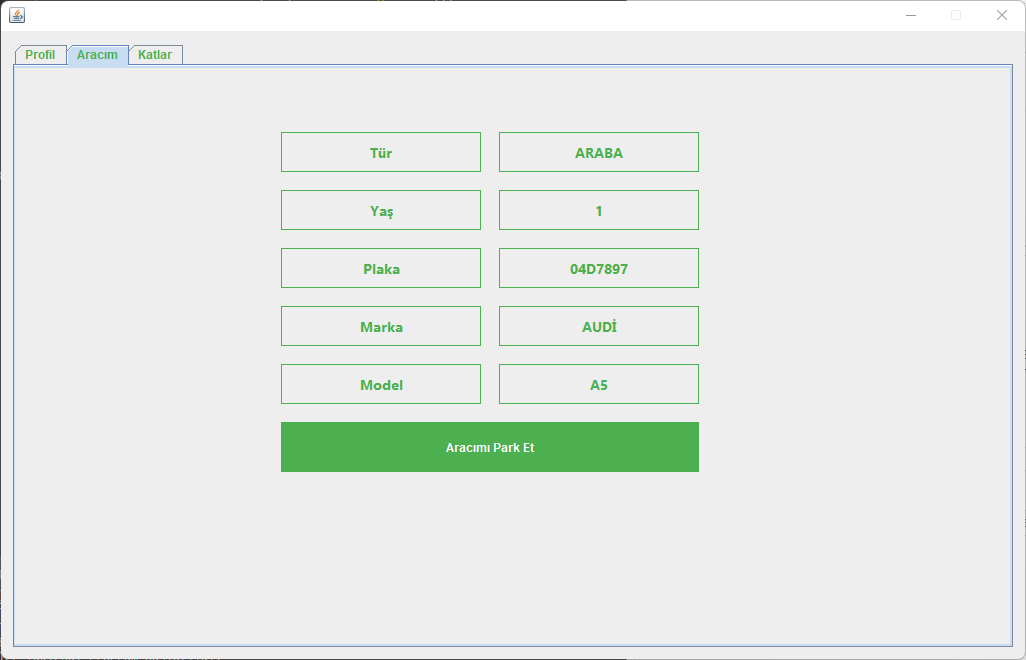 Profil Aracım Katlar
Tür ARABA
Yaş 1
Plaka 04D7897
Marka AUDİ
Model A5
Aracımı Park Et